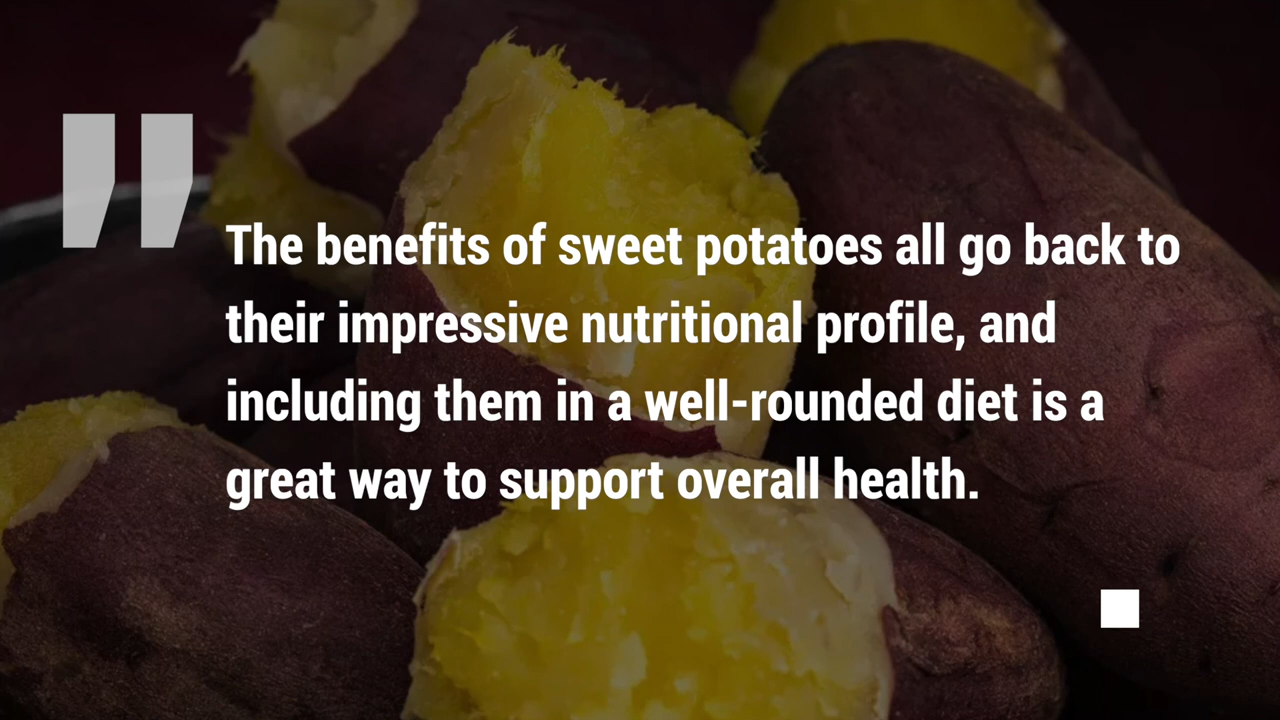 "
The benefits of sweet potatoes all go back to
their impressive nutritional profile, and
including them in a well-rounded diet is a
great way to support overall health.